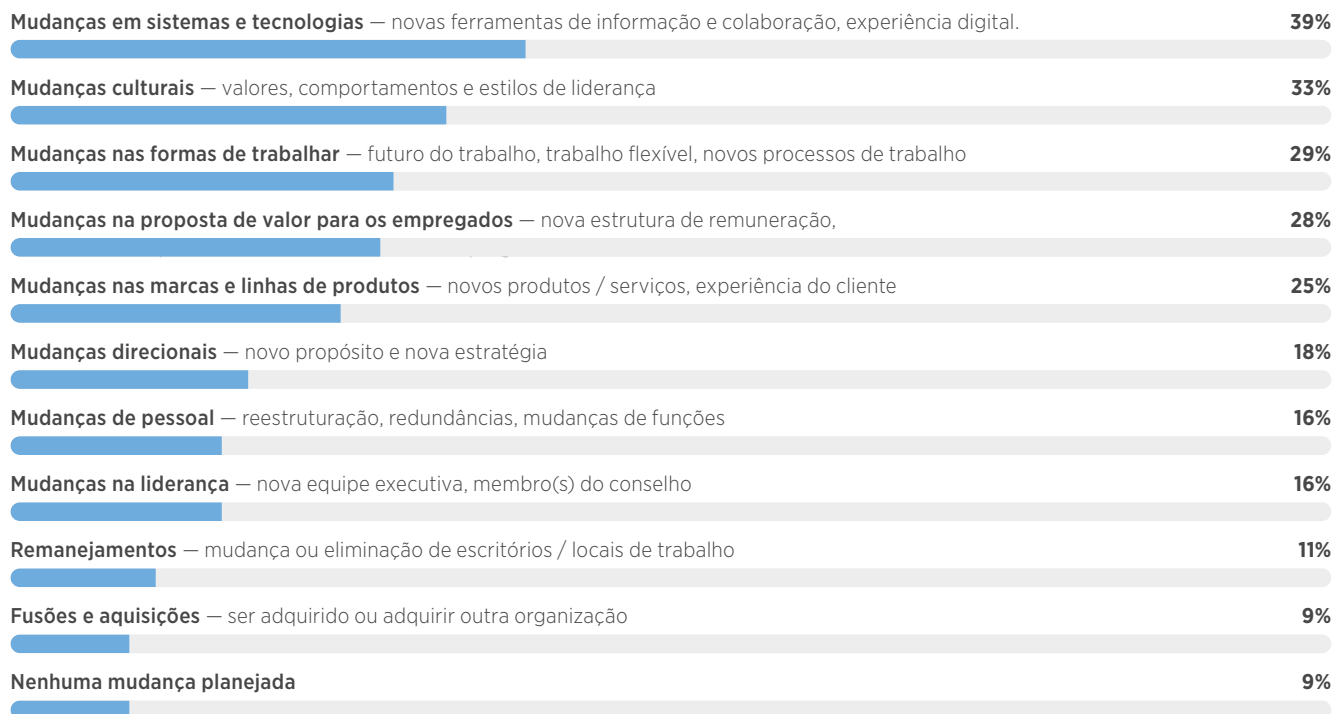 Mudanças em sistemas e tecnologias — novas ferramentas de informação e colaboração, experiência digital. 39%
Mudanças culturais — valores, comportamentos e estilos de liderança 33%
Mudanças nas formas de trabalhar — futuro do trabalho, trabalho flexível, novos processos de trabalho 29%
Mudanças na proposta de valor para os empregados — nova estrutura de remuneração, 28%
Mudanças nas marcas e linhas de produtos — novos produtos / serviços, experiência do cliente 25%
Mudanças direcionais — novo propósito e nova estratégia 18%
Mudanças de pessoal — reestruturação, redundâncias, mudanças de funções 16%
Mudanças na liderança — nova equipe executiva, membro(s) do conselho 16%
Remanejamentos — mudança ou eliminação de escritórios / locais de trabalho 11%
Fusões e aquisições — ser adquirido ou adquirir outra organização 9%
Nenhuma mudança planejada 9%